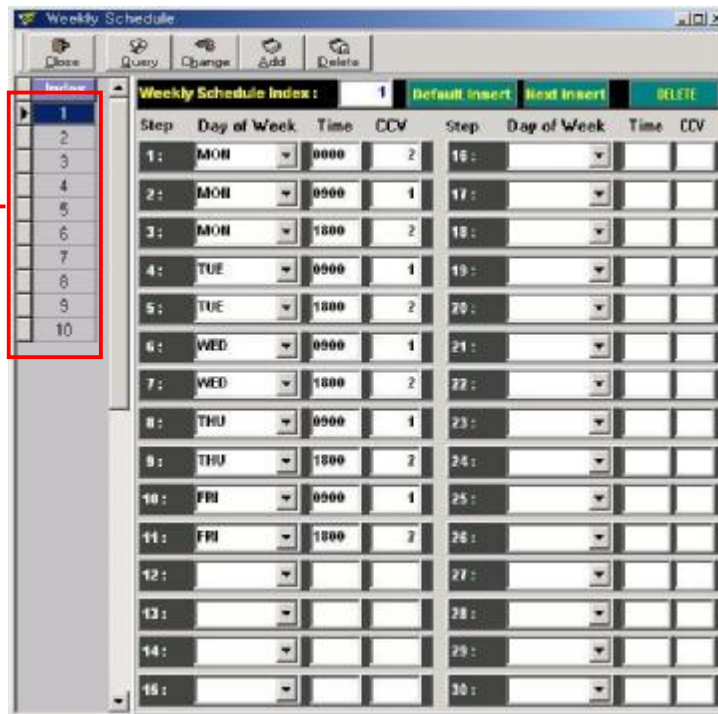 Weekly Schedule
Close Query Change Add Delete
Index
1
2
3
4
5
6
7
8
9
10
Weekly Schedule Index : 1 Default Insert Next Insert DELETE
Step Day of Week Time CCV Step Day of Week Time CCV
1 : MON 0000 2 16 :
2 : MON 0900 1 17 :
3 : MON 1800 2 18 :
4 : TUE 0900 1 19 :
5 : TUE 1800 2 20 :
6 : WED 0900 1 21 :
7 : WED 1800 2 22 :
8 : THU 0900 1 23 :
9 : THU 1800 2 24 :
10 : FRI 0900 1 25 :
11 : FRI 1800 2 26 :
12 : 27 :
13 : 28 :
14 : 29 :
15 : 30 :